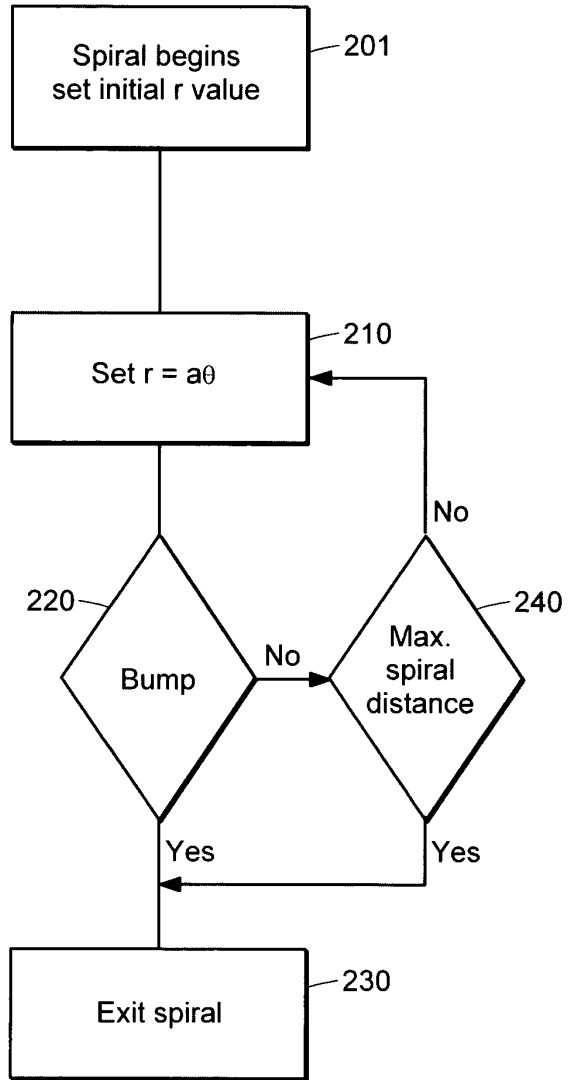 Spiral begins
set initial r value
201
Set r = aθ
210
No
220
Bump
No
Max.
spiral
distance
240
Yes
Yes
Exit spiral
230